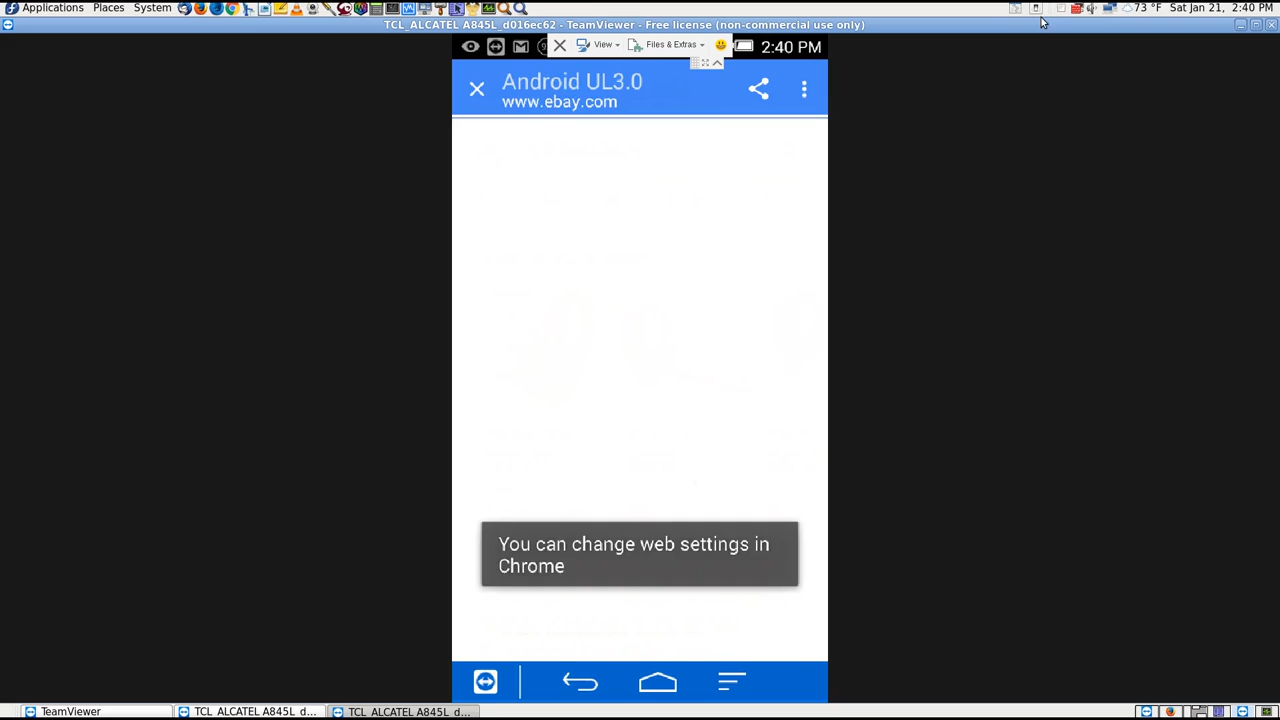 Applications Places System 73 °F Sat Jan 21, 2:40 PM
TCL_ALCATEL A845L_d016ec62 - TeamViewer - Free license (non-commercial use only)
View Files & Extras 2:40 PM
Android UL3.0
www.ebay.com
You can change web settings in
Chrome
TeamViewer TCL_ALCATEL A845L d... TCL_ALCATEL A845L_d...